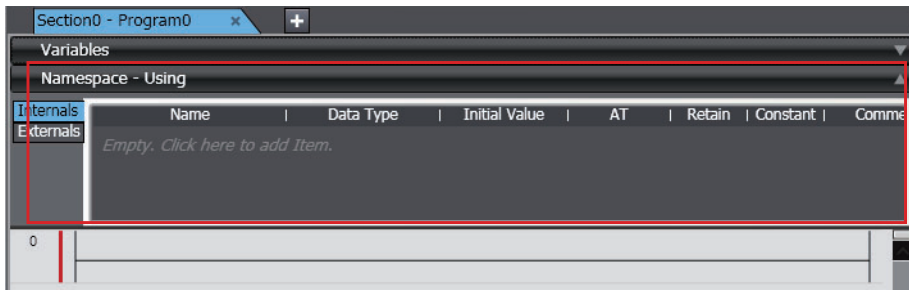 Section0 - Program0 × +
Variables ▼
Namespace - Using ▲
Internals
Externals
Name | Data Type | Initial Value | AT | Retain | Constant | Comme
Empty. Click here to add Item.
0